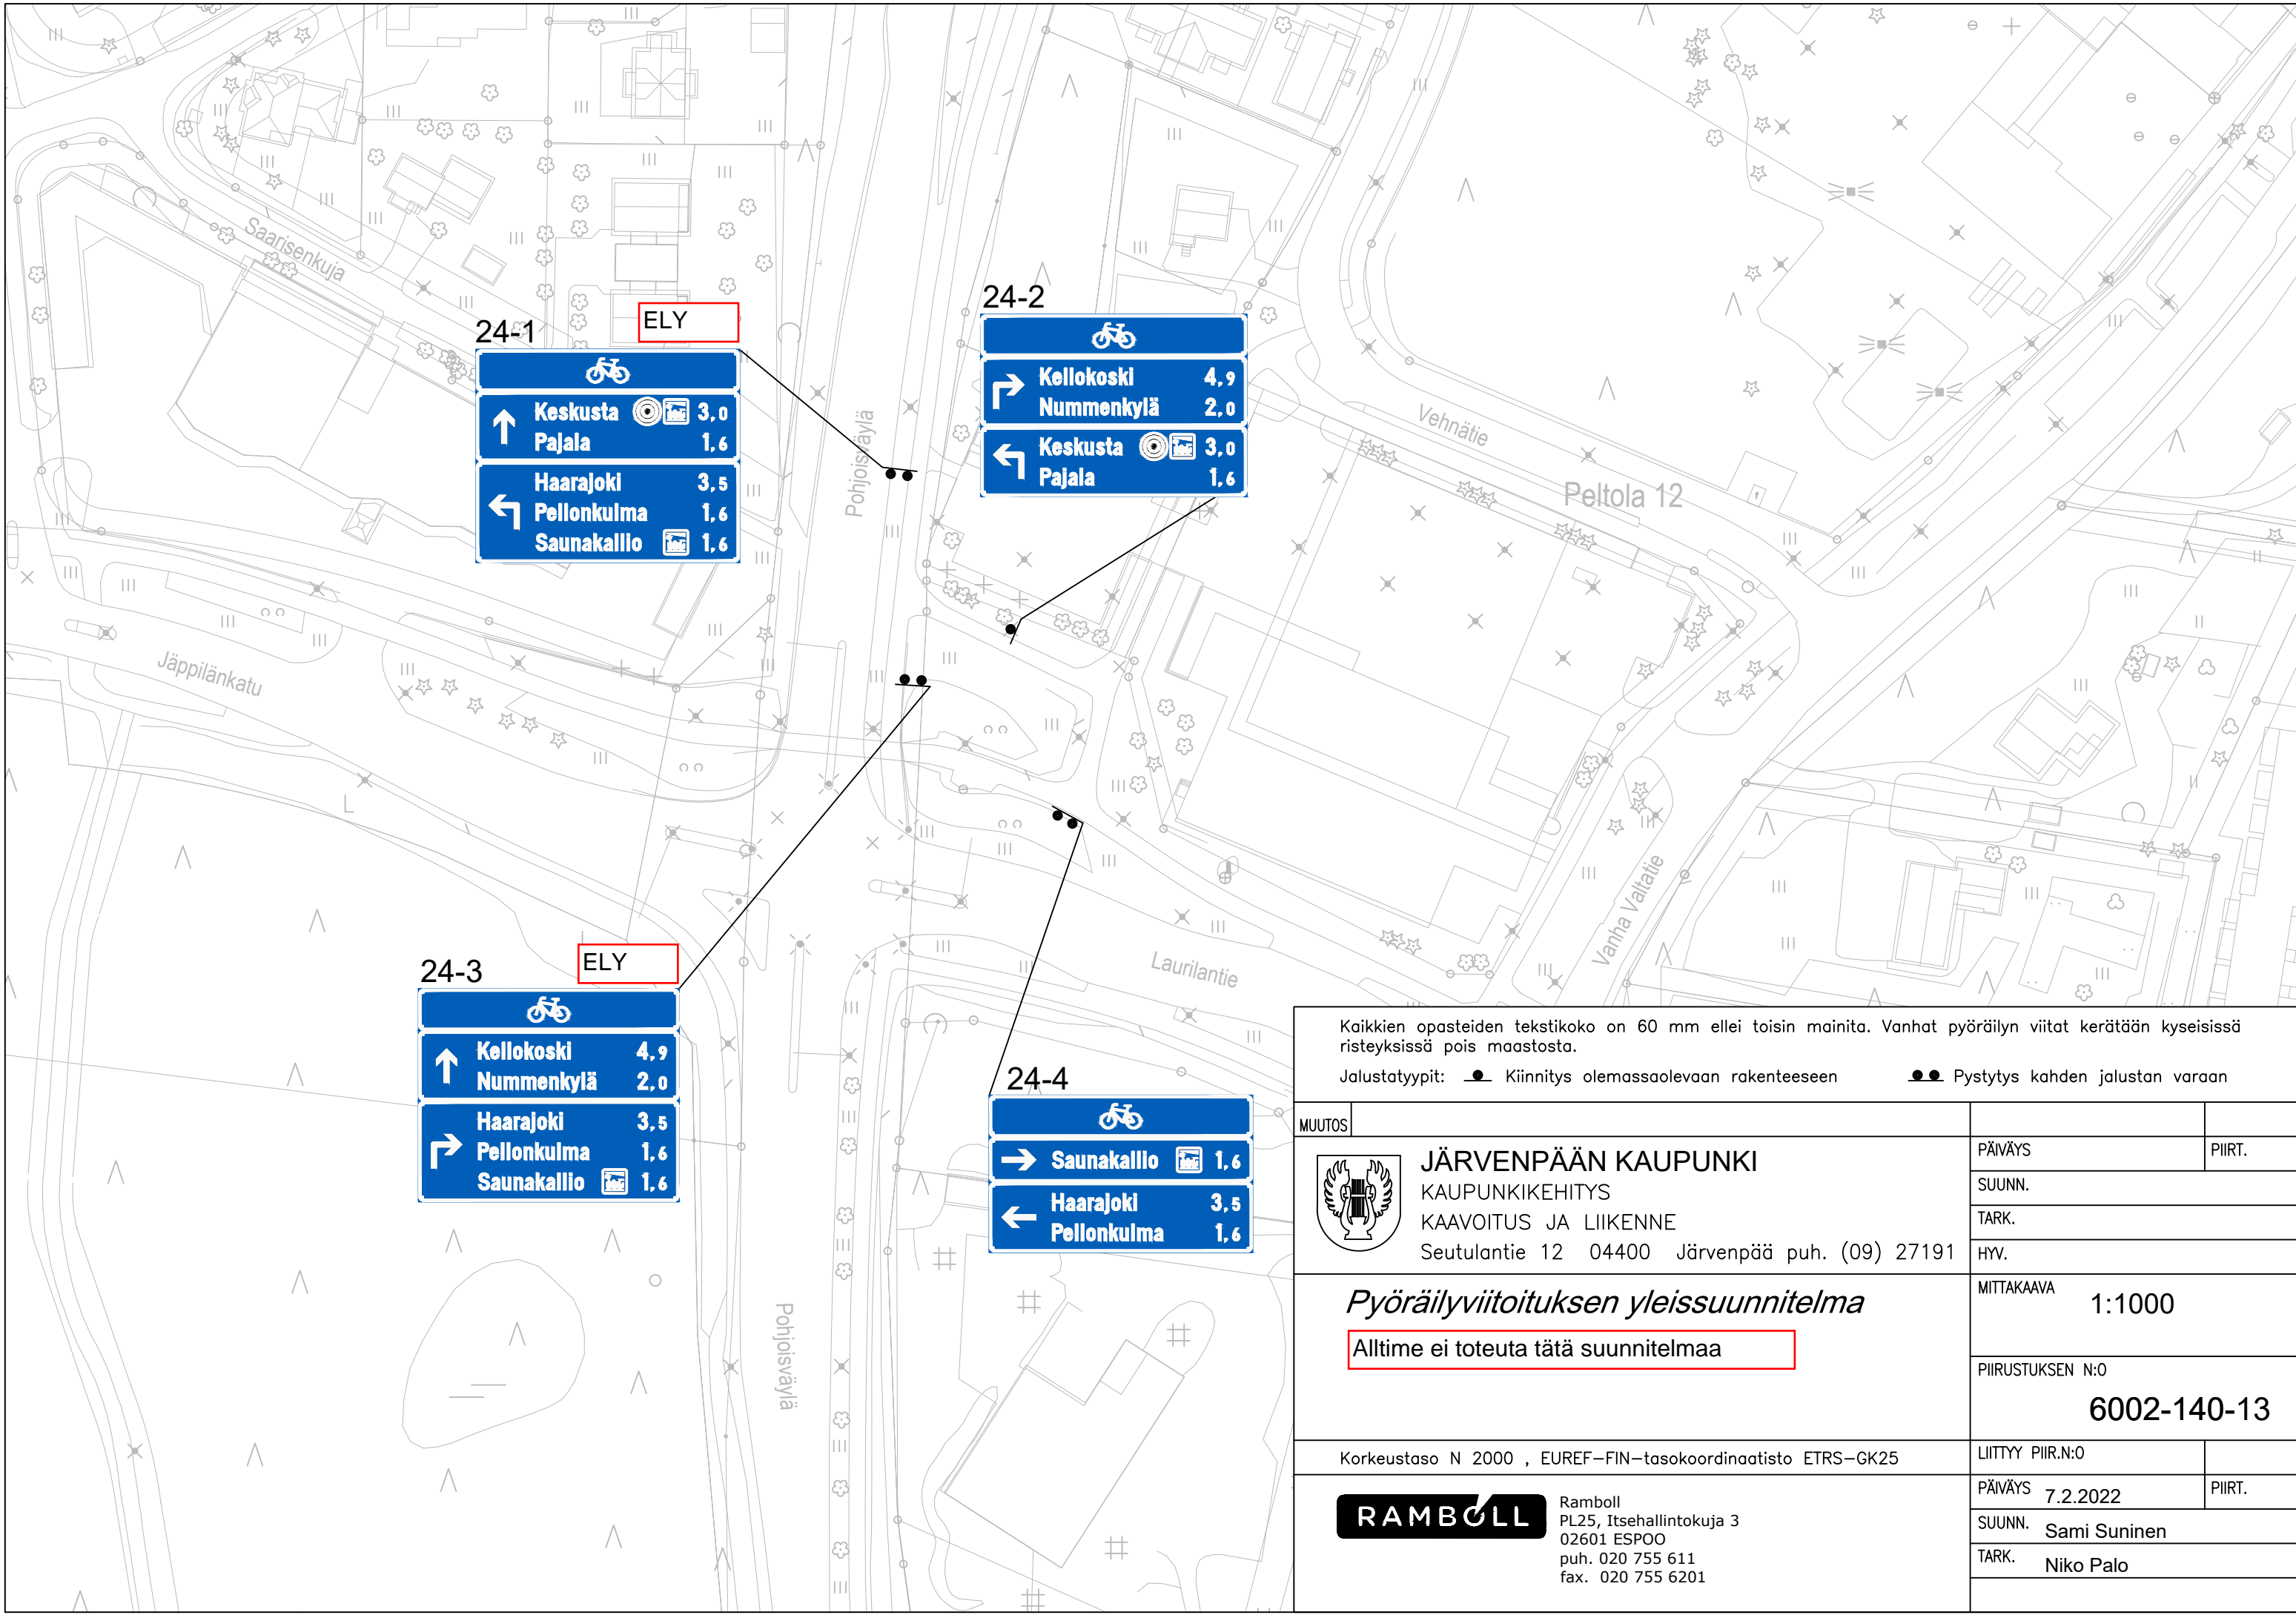 Saarisenkuja
24-1
ELY
Keskusta 3,0
Pajala 1,6
Haarajoki 3,5
Pellonkulma 1,6
Saunakallio 1,6
24-2
Kellokoski 4,9
Nummenkylä 2,0
Keskusta 3,0
Pajala 1,6
Pohjoisväylä
Vehnätie
Peltola 12
Jäppilänkatu
Vanha Valtatie
Laurilantie
24-3
ELY
Kellokoski 4,9
Nummenkylä 2,0
Haarajoki 3,5
Pellonkulma 1,6
Saunakallio 1,6
24-4
Saunakallio 1,6
Haarajoki 3,5
Pellonkulma 1,6
Pohjoisväylä
Kaikkien opasteiden tekstikoko on 60 mm ellei toisin mainita. Vanhat pyöräilyn viitat kerätään kyseisissä
risteyksissä pois maastosta.
Jalustatyypit: Kiinnitys olemassaolevaan rakenteeseen Pystytys kahden jalustan varaan
MUUTOS
JÄRVENPÄÄN KAUPUNKI
KAUPUNKIKEHITYS
KAAVOITUS JA LIIKENNE
Seutulantie 12 04400 Järvenpää puh. (09) 27191
PÄIVÄYS PIIRT.
SUUNN.
TARK.
HYV.
Pyöräilyviitoituksen yleissuunnitelma
Alltime ei toteuta tätä suunnitelmaa
MITTAKAAVA
1:1000
PIIRUSTUKSEN N:O
6002-140-13
Korkeustaso N 2000 , EUREF-FIN-tasokoordinaatisto ETRS-GK25
LIITTYY PIIR.N:O
RAMBOLL
Ramboll
PL25, Itsehallintokuja 3
02601 ESPOO
puh. 020 755 611
fax. 020 755 6201
PÄIVÄYS 7.2.2022 PIIRT.
SUUNN. Sami Suninen
TARK. Niko Palo